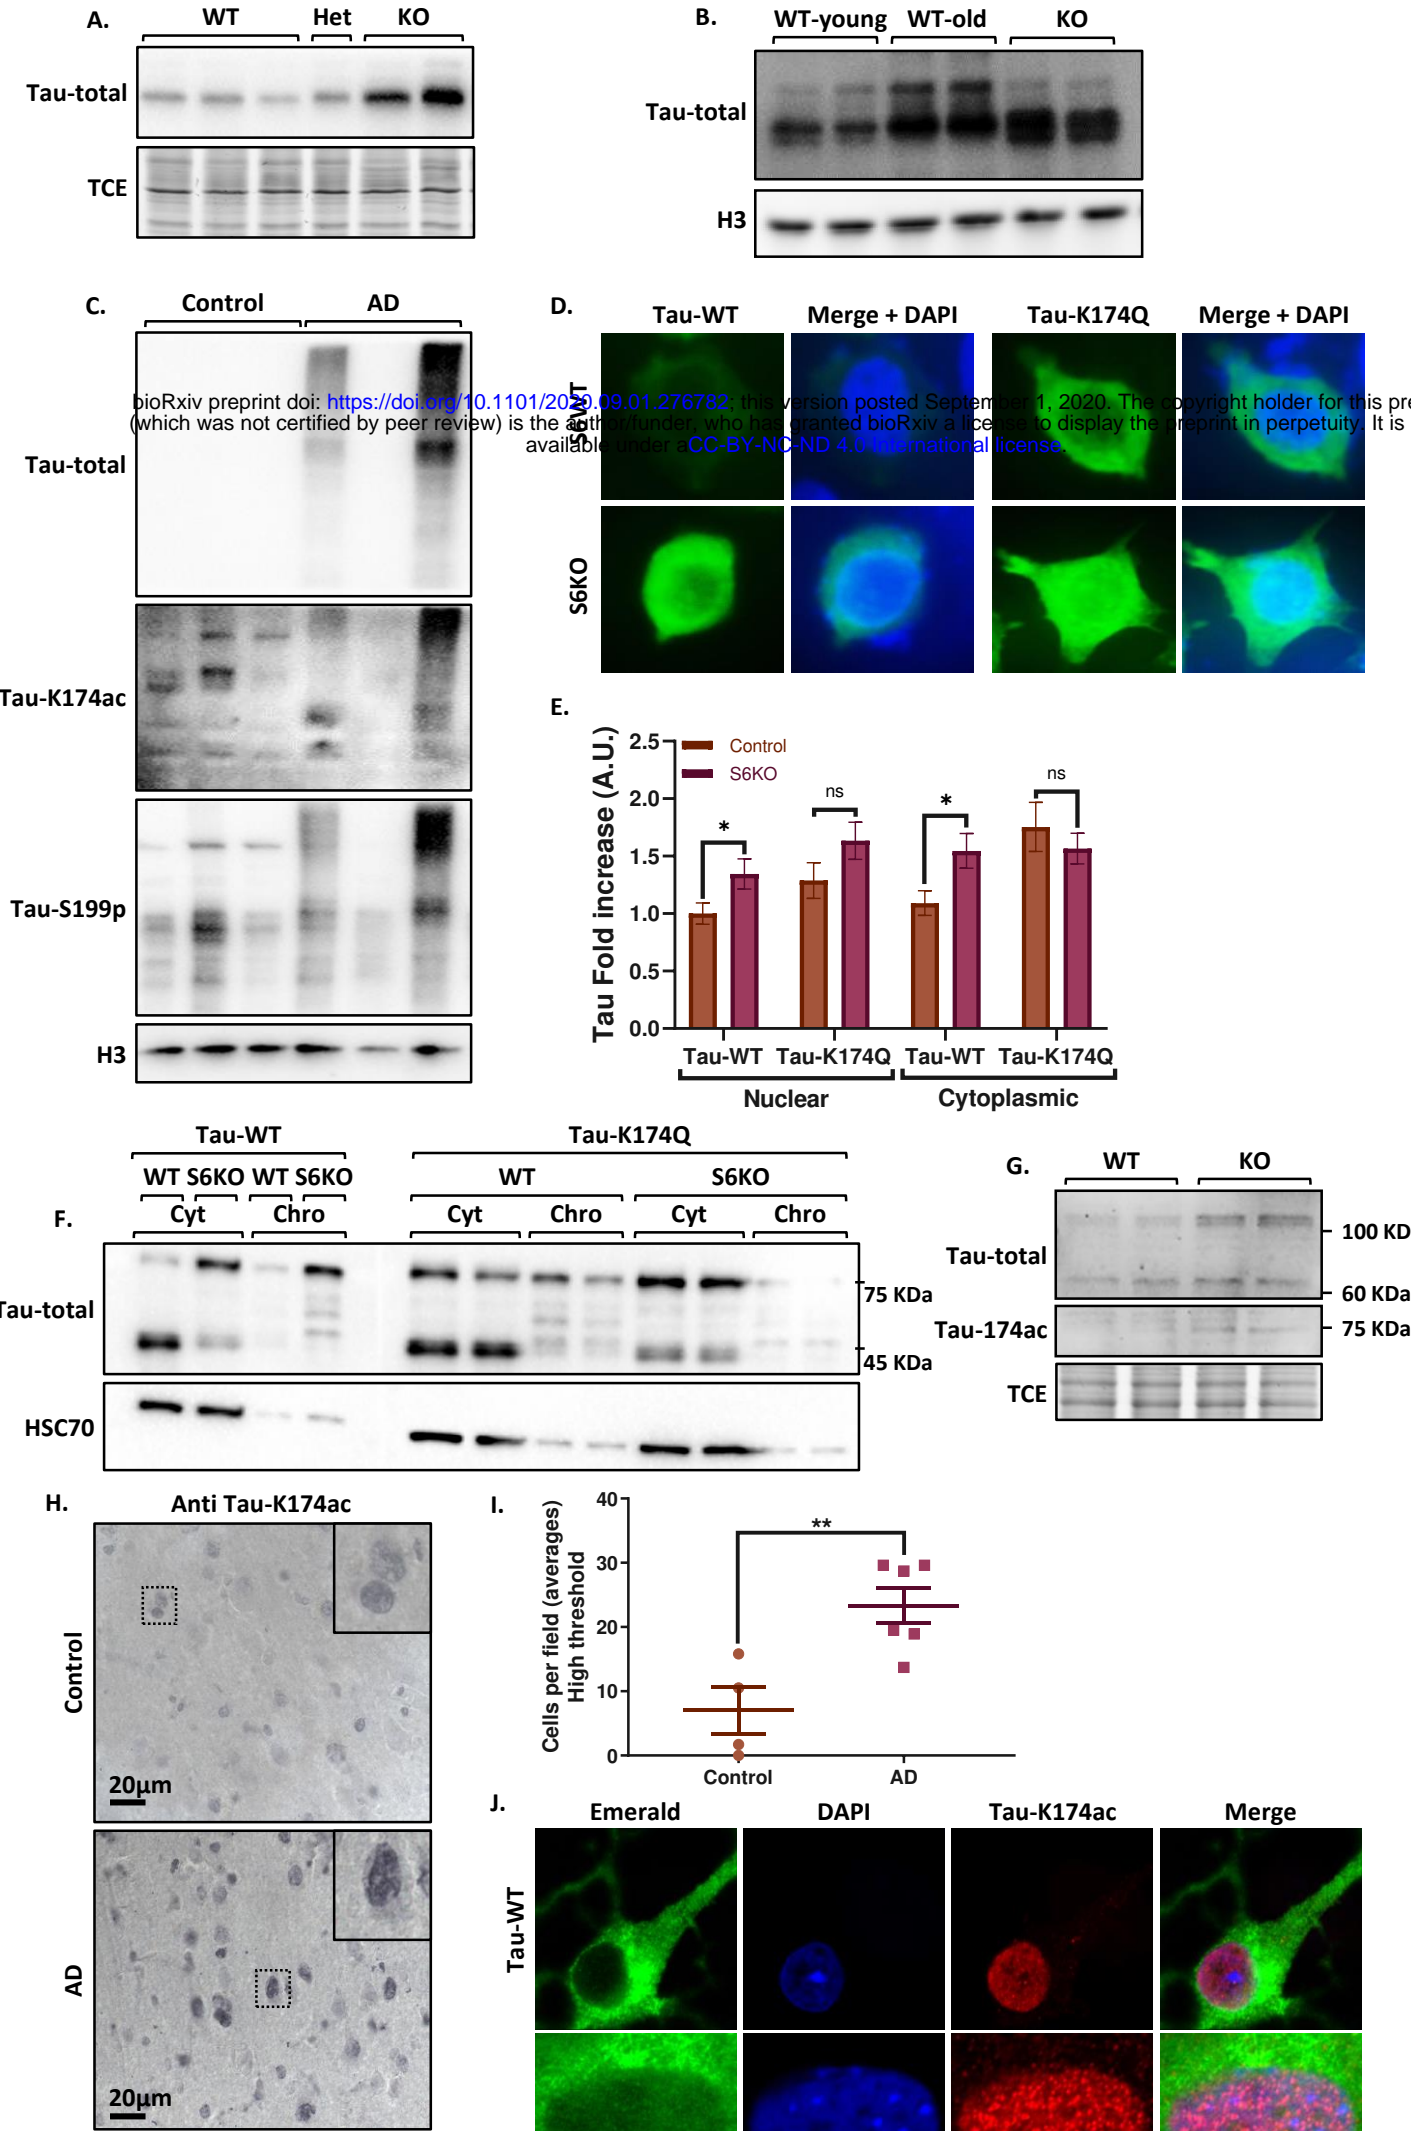 A.
WT Het KO
Tau-total
TCE
B.
WT-young WT-old KO
Tau-total
H3
C.
Control AD
Tau-total
Tau-K174ac
Tau-S199p
H3
D.
Tau-WT Merge + DAPI Tau-K174Q Merge + DAPI
S6WT
S6KO
bioRxiv preprint doi: https://doi.org/10.1101/2020.09.01.276782; this version posted September 1, 2020. The copyright holder for this pre
(which was not certified by peer review) is the author/funder, who has granted bioRxiv a license to display the preprint in perpetuity. It is
available under aCC-BY-NC-ND 4.0 International license.
E.
Tau Fold increase (A.U.)
2.5
2.0
1.5
1.0
0.5
0.0
Control
S6KO
* ns * ns
Tau-WT Tau-K174Q Tau-WT Tau-K174Q
Nuclear Cytoplasmic
F.
Tau-WT Tau-K174Q
WT S6KO WT S6KO WT S6KO
Cyt Chro Cyt Chro Cyt Chro
Tau-total
75 KDa
45 KDa
HSC70
G.
WT KO
Tau-total
100 KD
60 KDa
Tau-174ac
75 KDa
TCE
H.
Anti Tau-K174ac
Control
20µm
AD
20µm
I.
Cells per field (averages)
High threshold
40
30
20
10
0
**
Control AD
J.
Emerald DAPI Tau-K174ac Merge
Tau-WT